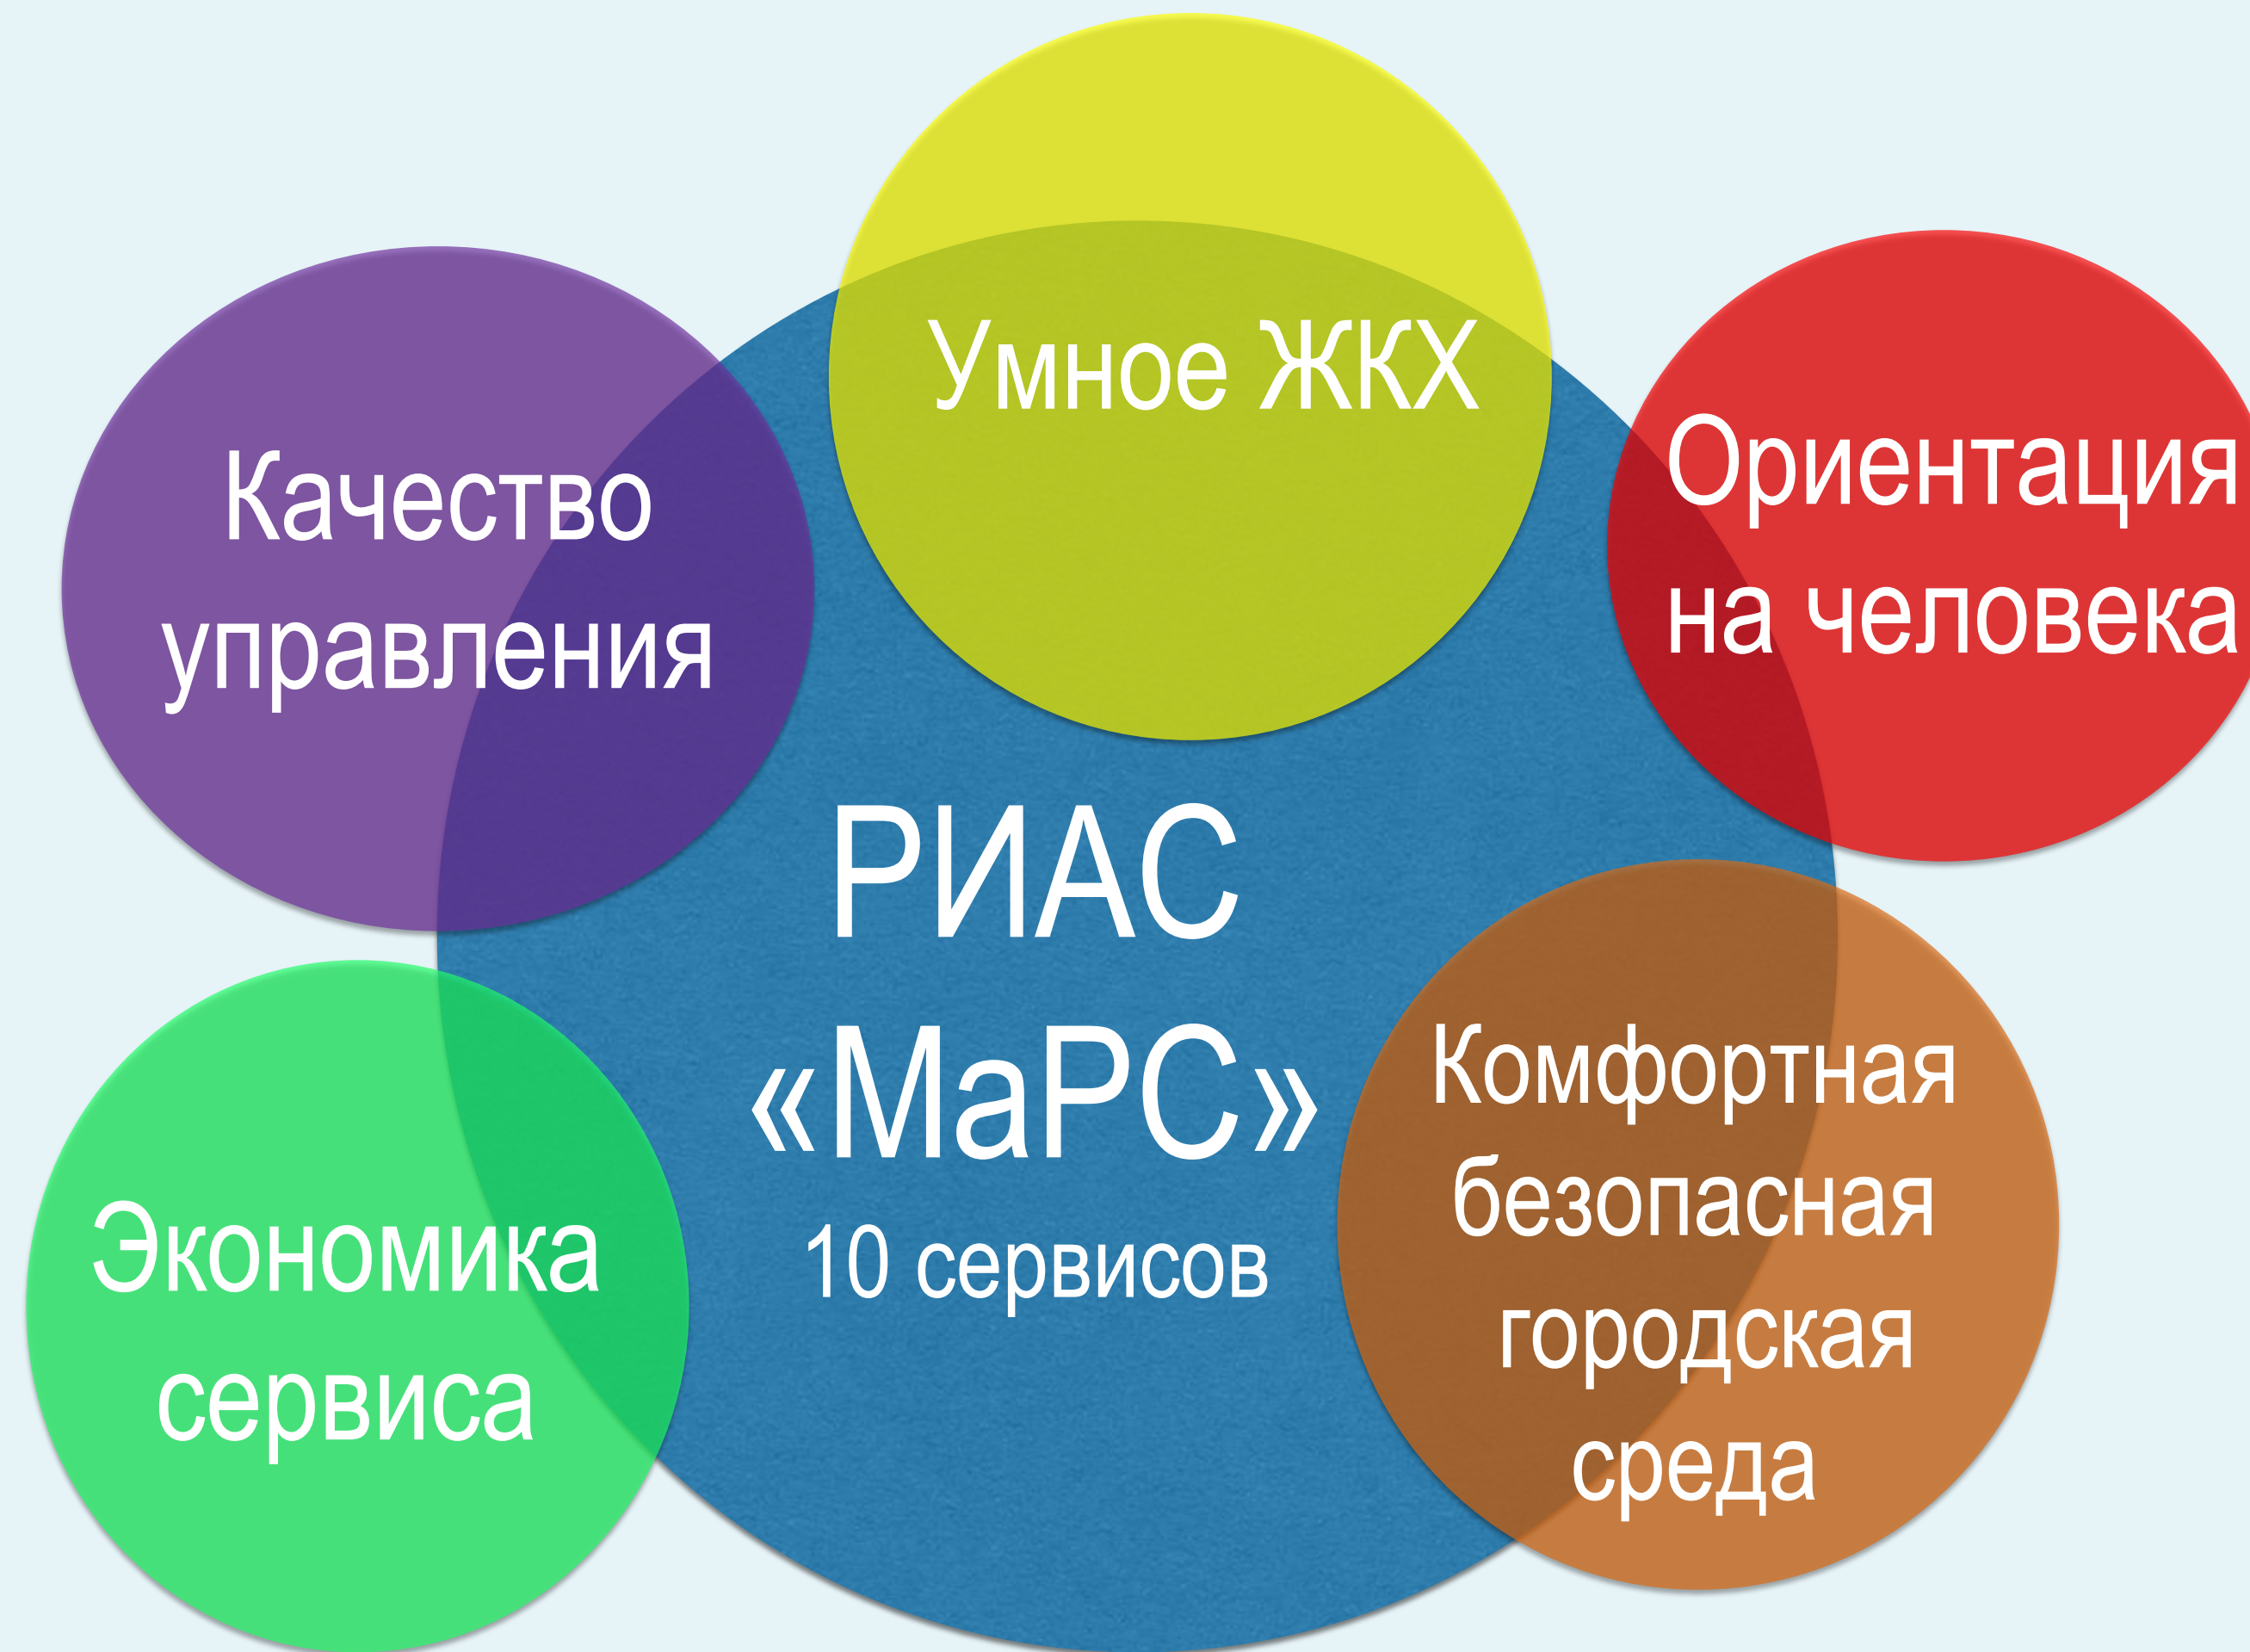 Умное ЖКХ
Качество
управления
Ориентация
на человека
РИАС
«МаРС»
10 сервисов
Экономика
сервиса
Комфортная
безопасная
городская
среда